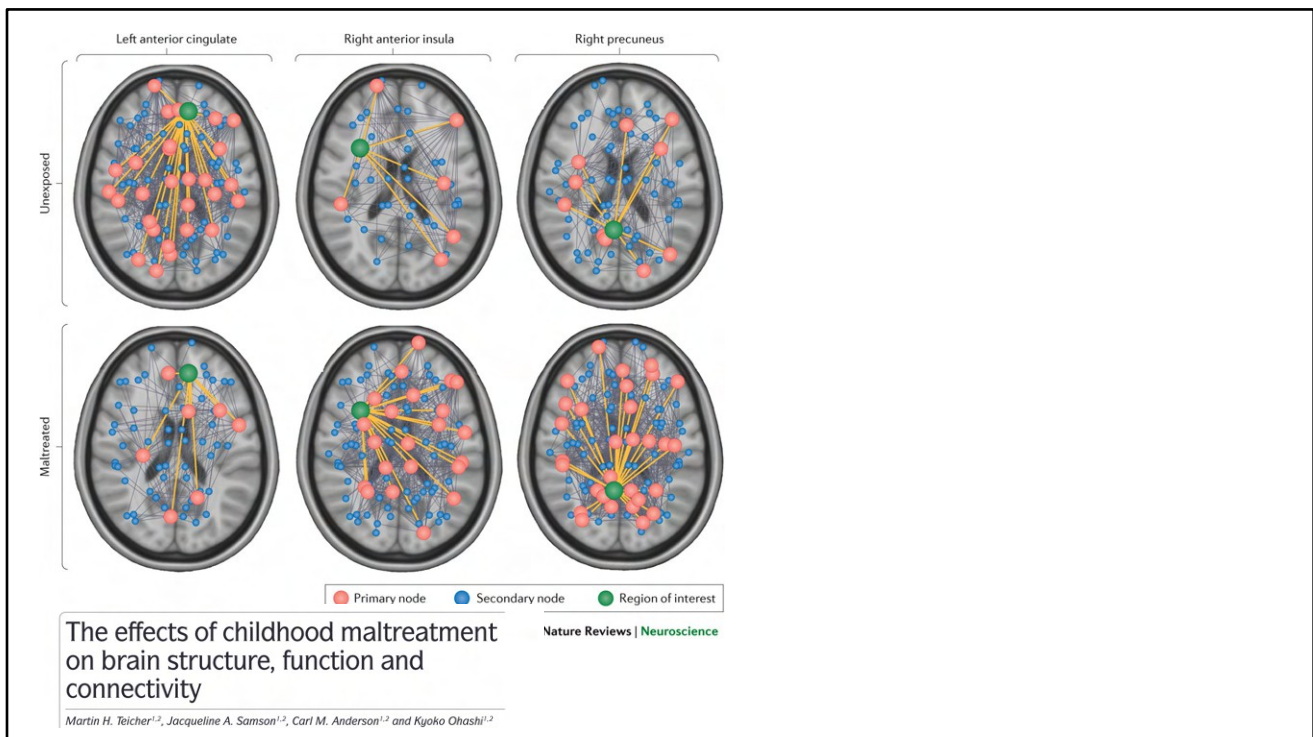 Left anterior cingulate
Right anterior insula
Right precuneus
Unexposed
Maltreated
Primary node
Secondary node
Region of interest
Nature Reviews | Neuroscience
The effects of childhood maltreatment
on brain structure, function and
connectivity
Martin H. Teicher1,2, Jacqueline A. Samson1,2, Carl M. Anderson1,2 and Kyoko Ohashi1,2